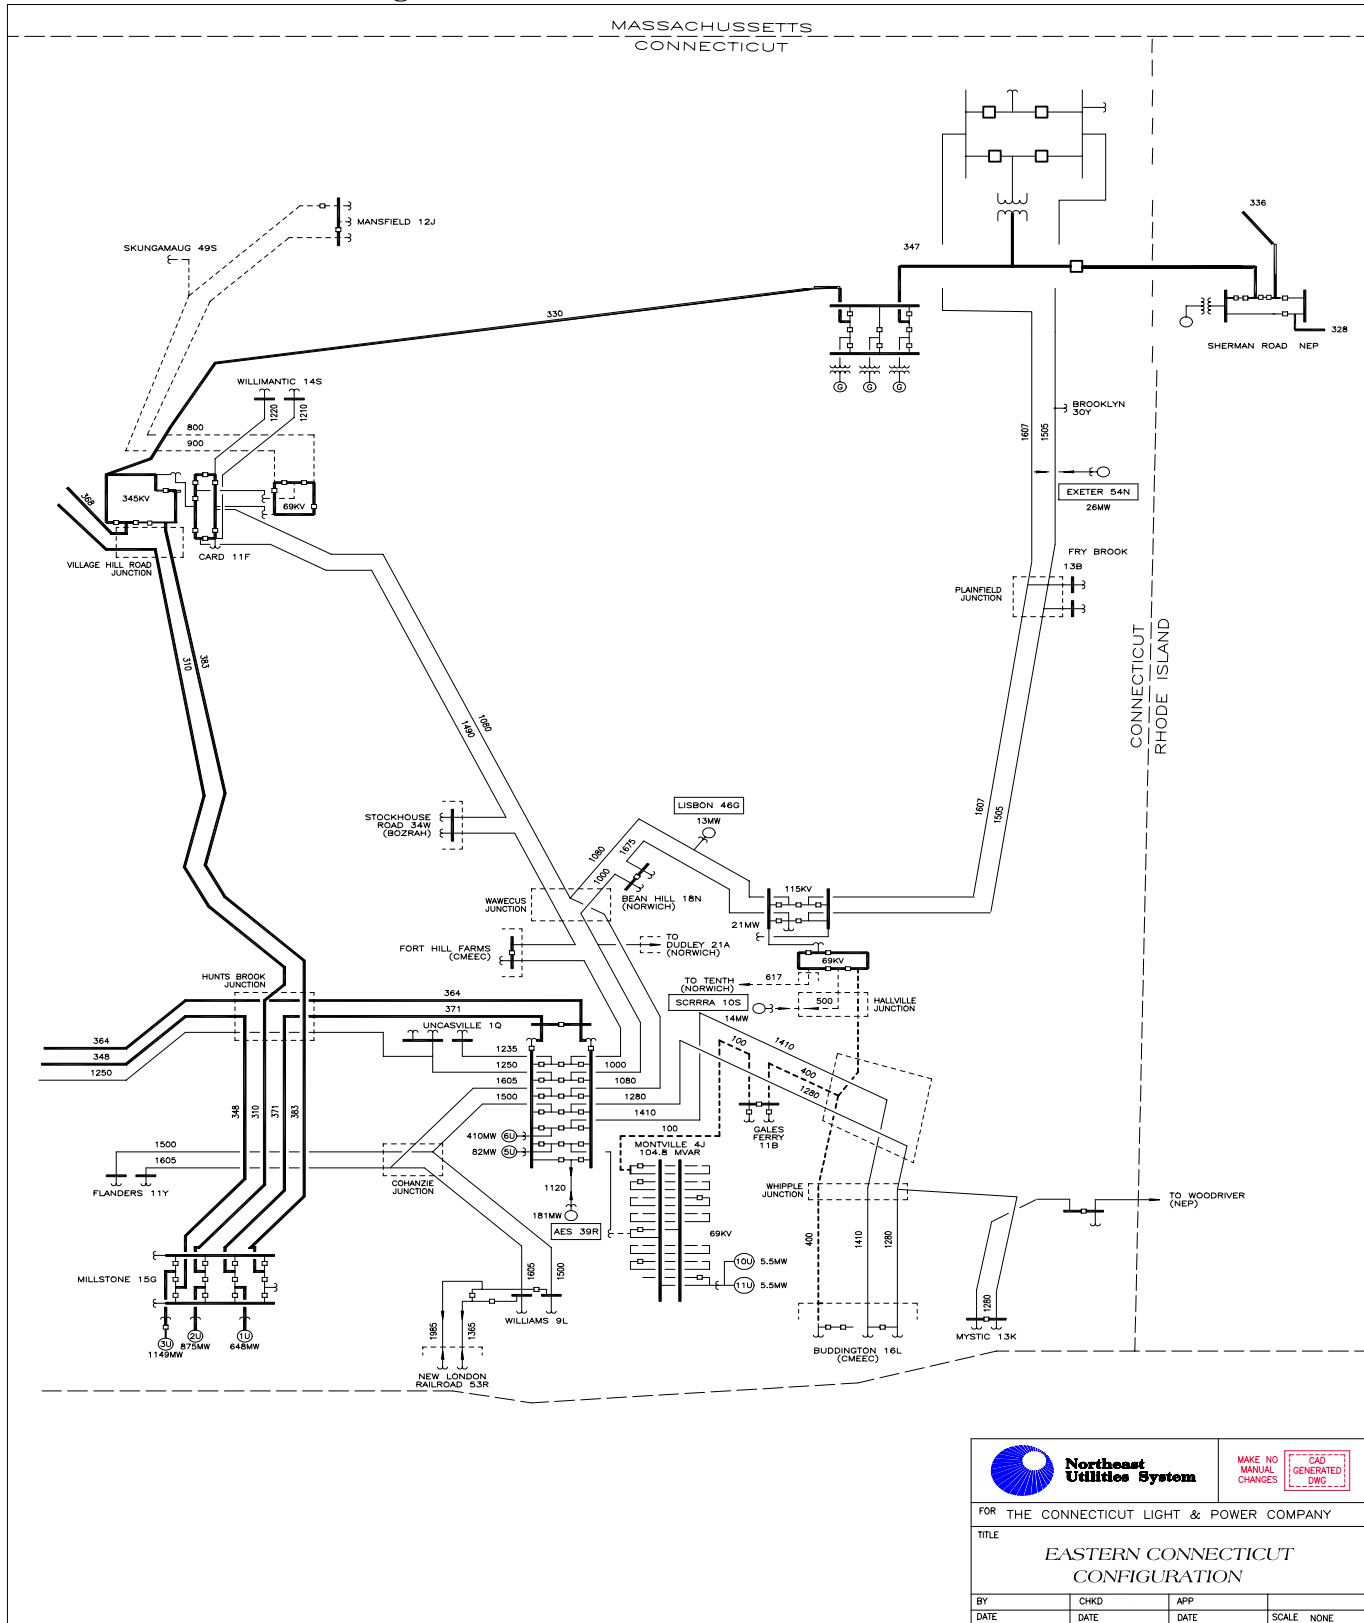 MASSACHUSSETTS
CONNECTICUT
336
MANSFIELD 12J
SKUNGAMAUG 49S
347
330
328
SHERMAN ROAD NEP
G
G
G
WILLIMANTIC 14S
1220
1210
BROOKLYN
30Y
800
1607
1505
900
368
345KV
69KV
EXETER 54N
26MW
CARD 11F
FRY BROOK
13B
VILLAGE HILL ROAD
JUNCTION
PLAINFIELD
JUNCTION
310
383
CONNECTICUT
RHODE ISLAND
1490
1080
LISBON 46G
13MW
STOCKHOUSE
ROAD 34W
(BOZRAH)
1607
1505
1080
1675
1000
115KV
BEAN HILL 18N
(NORWICH)
WAWECUS
JUNCTION
21MW
FORT HILL FARMS
(CMEEC)
TO
DUDLEY 21A
(NORWICH)
69KV
HUNTS BROOK
JUNCTION
TO TENTH
(NORWICH)
617
364
SCRRRA 10S
14MW
500
HALLVILLE
JUNCTION
371
UNCASVILLE 1Q
364
348
1250
1235
1250
1605
1500
1000
1080
1280
1410
100
1410
400
1280
348
310
371
383
100
410MW
6U
82MW
5U
GALES
FERRY
11B
MONTVILLE 4J
104.8 MVAR
1500
1605
FLANDERS 11Y
COHANZIE
JUNCTION
1120
WHIPPLE
JUNCTION
TO WOODRIVER
(NEP)
181MW
AES 39R
69KV
400
1410
1280
10U
5.5MW
11U
5.5MW
MILLSTONE 15G
1605
1500
1280
WILLIAMS 9L
1985
1365
3U
2U
1U
1149MW
875MW
648MW
MYSTIC 13K
BUDDINGTON 16L
(CMEEC)
NEW LONDON
RAILROAD 53R
Northeast
Utilities System
MAKE NO
MANUAL
CHANGES
CAD
GENERATED
DWG
FOR THE CONNECTICUT LIGHT & POWER COMPANY
TITLE
EASTERN CONNECTICUT
CONFIGURATION
BY
CHKD
APP
DATE
DATE
DATE
SCALE NONE